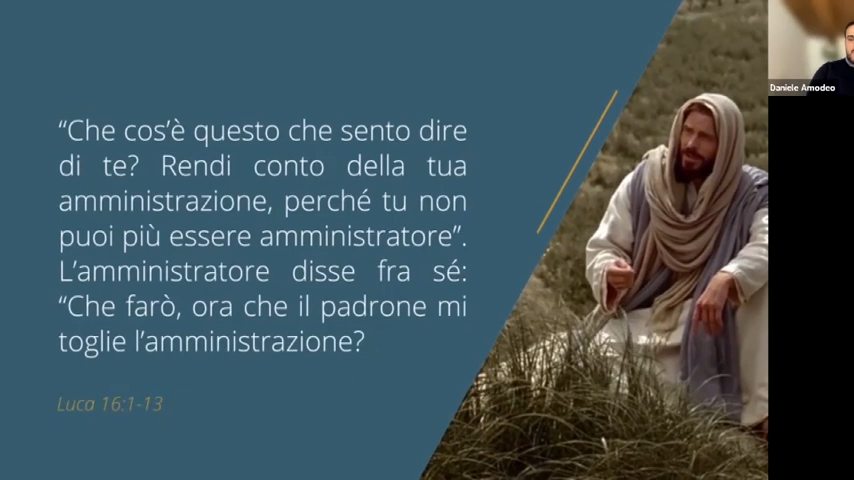 “Che cos’è questo che sento dire
di te? Rendi conto della tua
amministrazione, perché tu non
puoi più essere amministratore”.
L’amministratore disse fra sé:
“Che farò, ora che il padrone mi
toglie l’amministrazione?
Luca 16:1-13
Daniele Amodeo